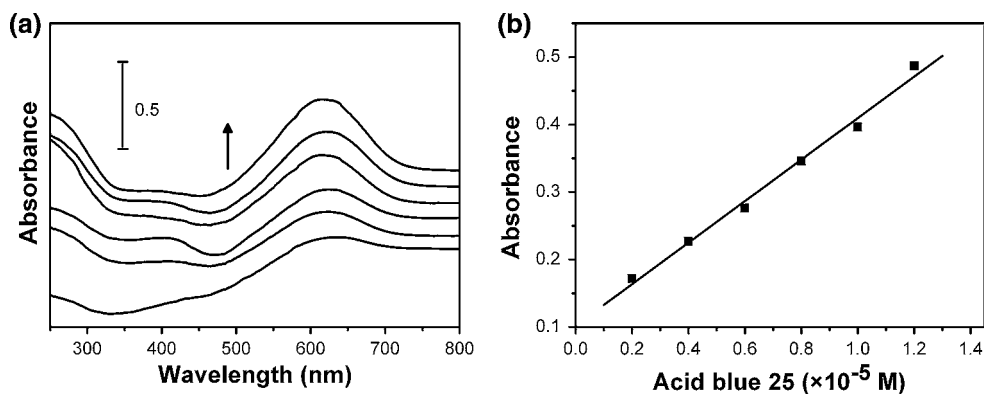 (a)
0.5
Absorbance
300 400 500 600 700 800
Wavelength (nm)
(b)
0.5
0.4
0.3
0.2
0.1
Absorbance
0.0 0.2 0.4 0.6 0.8 1.0 1.2 1.4
Acid blue 25 (×10⁻⁵ M)